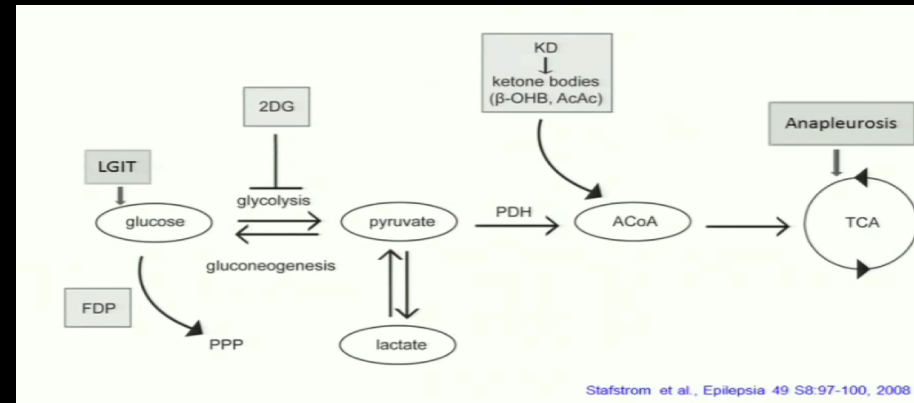 KD
ketone bodies
(β-OHB, AcAc)
2DG
Anapleurosis
LGIT
glycolysis
glucose
pyruvate
PDH
ACoA
TCA
gluconeogenesis
FDP
PPP
lactate
Stafstrom et al., Epilepsia 49 S8:97-100, 2008